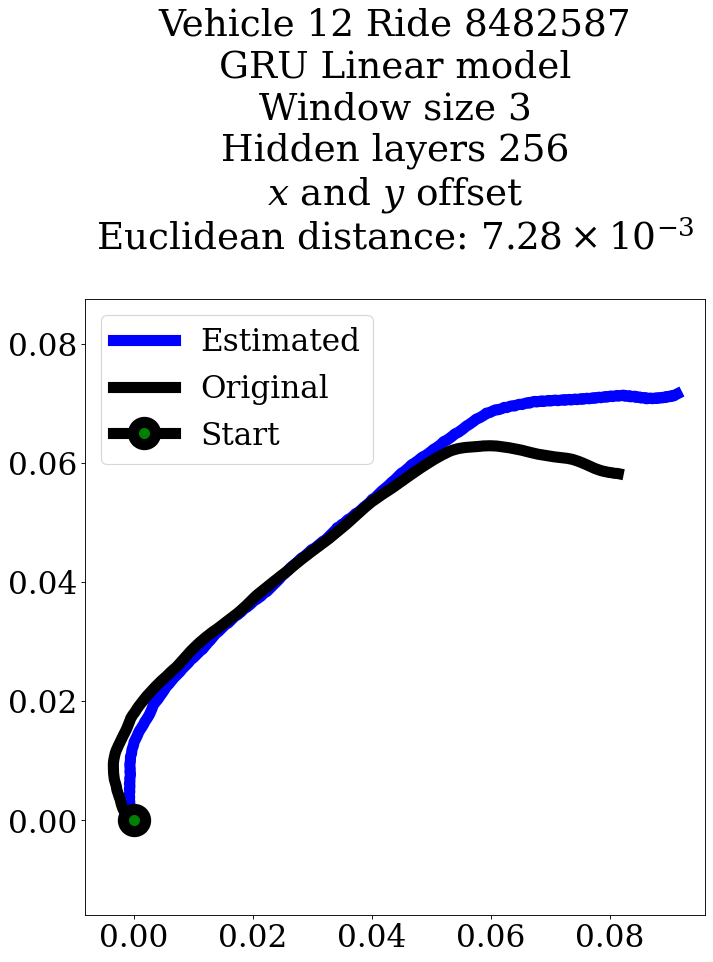 Vehicle 12 Ride 8482587
GRU Linear model
Window size 3
Hidden layers 256
x and y offset
Euclidean distance: 7.28 × 10⁻³
Estimated
Original
Start
0.08
0.06
0.04
0.02
0.00
0.00 0.02 0.04 0.06 0.08